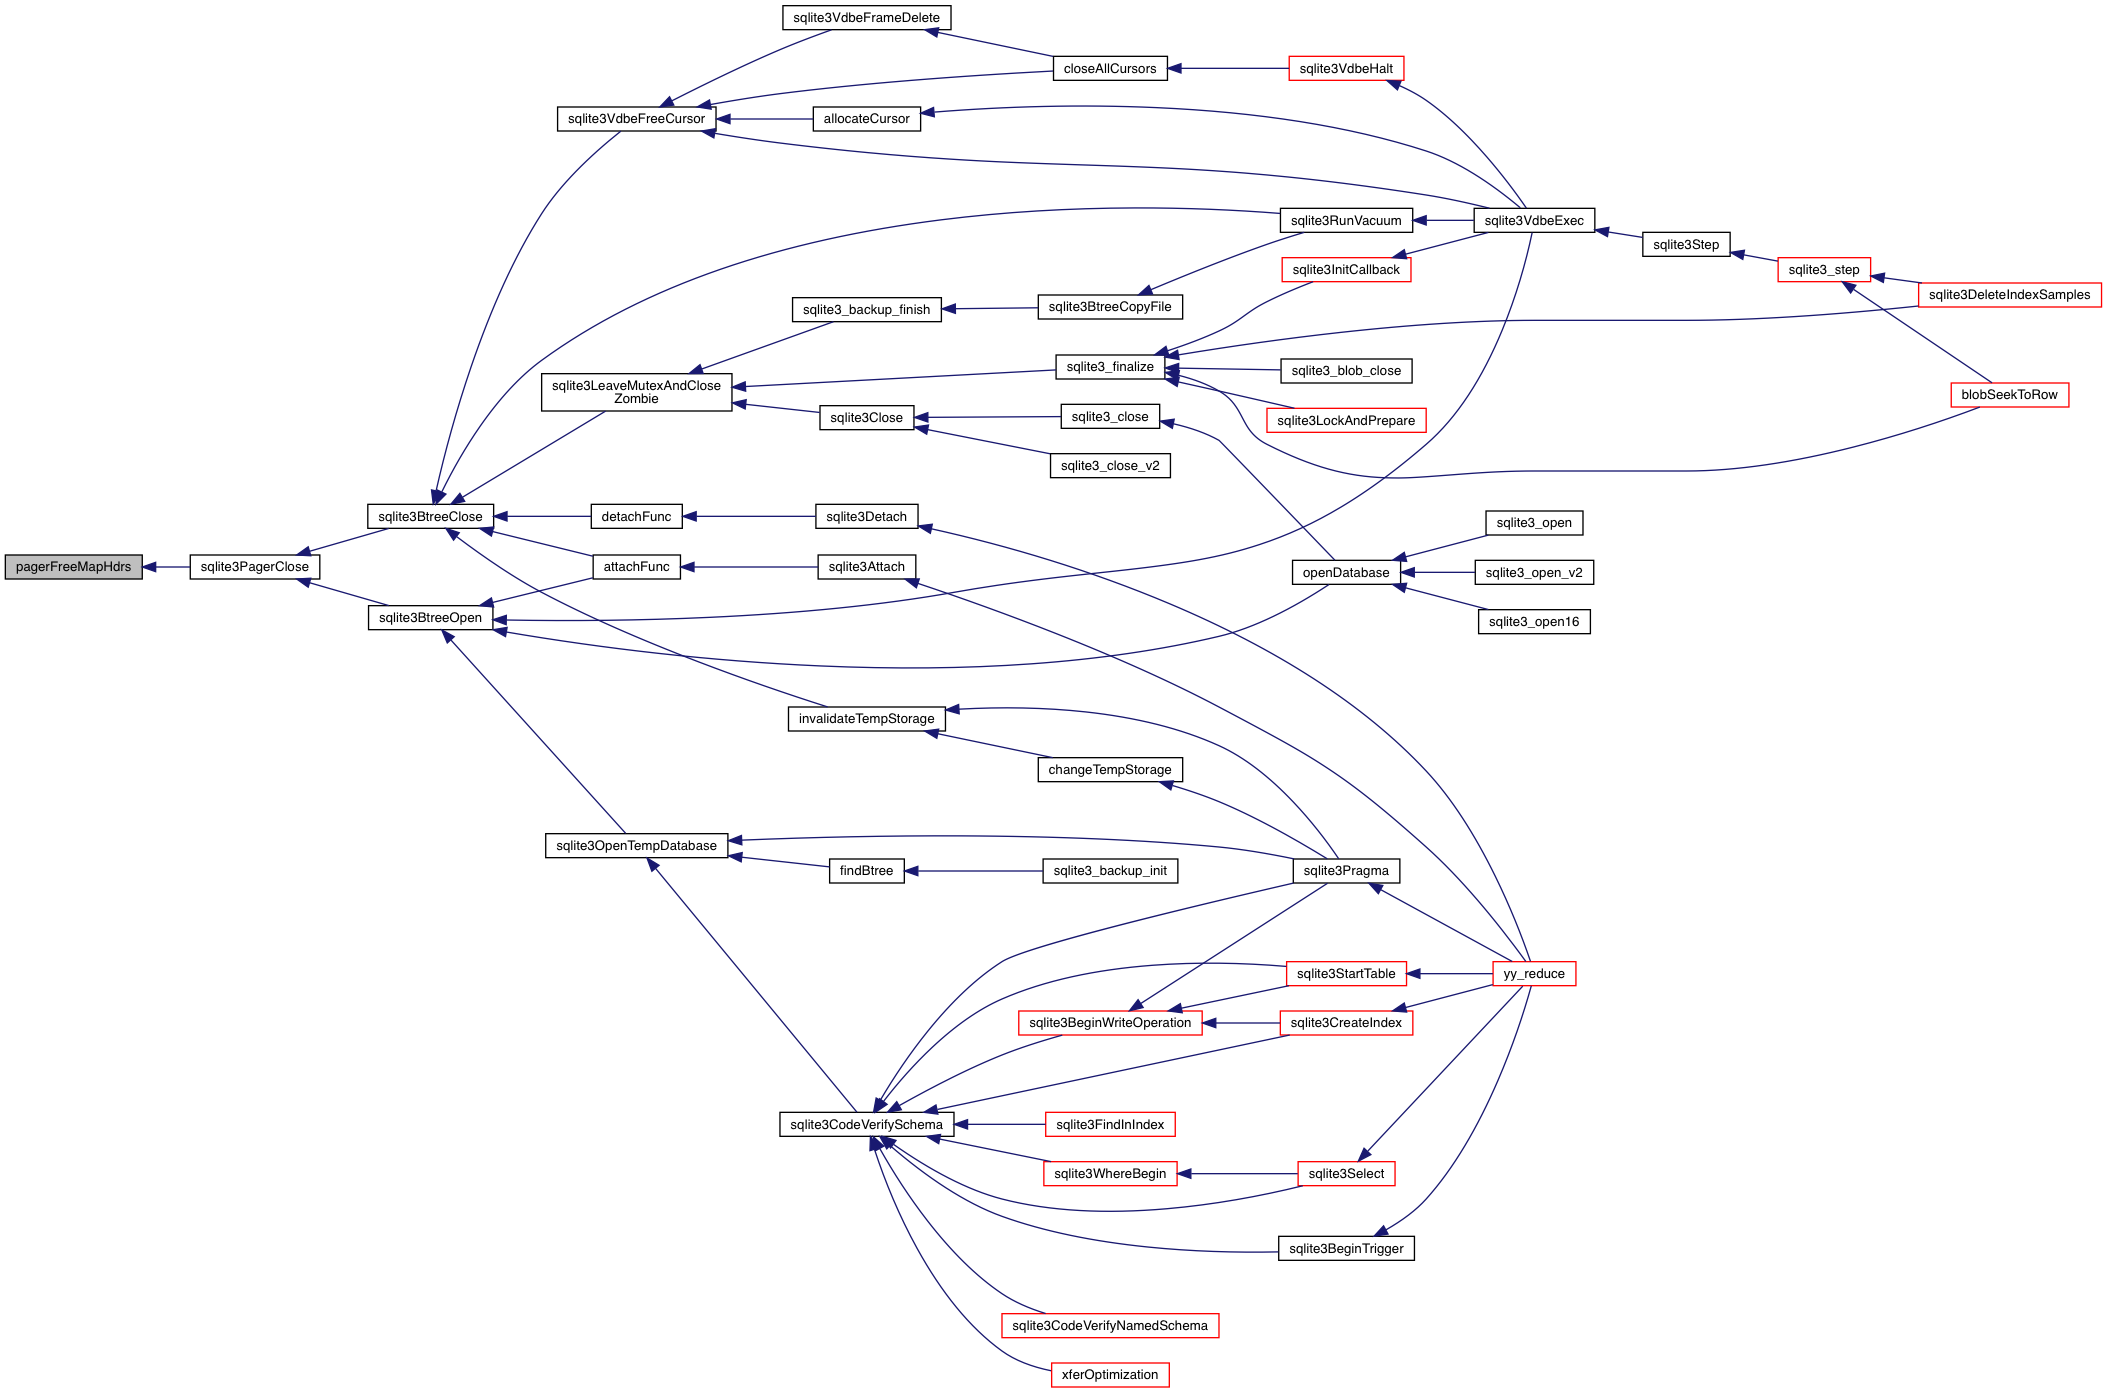 sqlite3VdbeFrameDelete
closeAllCursors
sqlite3VdbeHalt
sqlite3VdbeFreeCursor
allocateCursor
sqlite3RunVacuum
sqlite3VdbeExec
sqlite3Step
sqlite3InitCallback
sqlite3_step
sqlite3DeleteIndexSamples
sqlite3_backup_finish
sqlite3BtreeCopyFile
sqlite3_finalize
sqlite3_blob_close
sqlite3LeaveMutexAndClose
Zombie
blobSeekToRow
sqlite3Close
sqlite3_close
sqlite3LockAndPrepare
sqlite3_close_v2
sqlite3BtreeClose
detachFunc
sqlite3Detach
sqlite3_open
pagerFreeMapHdrs
sqlite3PagerClose
attachFunc
sqlite3Attach
openDatabase
sqlite3_open_v2
sqlite3BtreeOpen
sqlite3_open16
invalidateTempStorage
changeTempStorage
sqlite3OpenTempDatabase
findBtree
sqlite3_backup_init
sqlite3Pragma
sqlite3StartTable
yy_reduce
sqlite3BeginWriteOperation
sqlite3CreateIndex
sqlite3CodeVerifySchema
sqlite3FindInIndex
sqlite3WhereBegin
sqlite3Select
sqlite3BeginTrigger
sqlite3CodeVerifyNamedSchema
xferOptimization